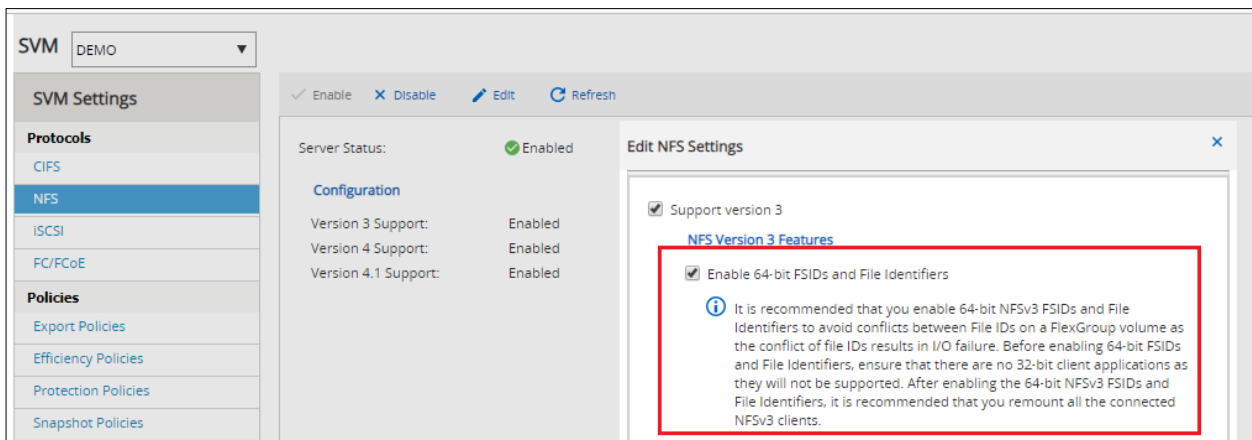 SVM DEMO
SVM Settings
Protocols
CIFS
NFS
iSCSI
FC/FCoE
Policies
Export Policies
Efficiency Policies
Protection Policies
Snapshot Policies
Enable Disable Edit Refresh
Server Status: Enabled
Configuration
Version 3 Support: Enabled
Version 4 Support: Enabled
Version 4.1 Support: Enabled
Edit NFS Settings
Support version 3
NFS Version 3 Features
Enable 64-bit FSIDs and File Identifiers
It is recommended that you enable 64-bit NFSv3 FSIDs and File
Identifiers to avoid conflicts between File IDs on a FlexGroup volume as
the conflict of file IDs results in I/O failure. Before enabling 64-bit FSIDs
and File Identifiers, ensure that there are no 32-bit client applications as
they will not be supported. After enabling the 64-bit NFSv3 FSIDs and
File Identifiers, it is recommended that you remount all the connected
NFSv3 clients.